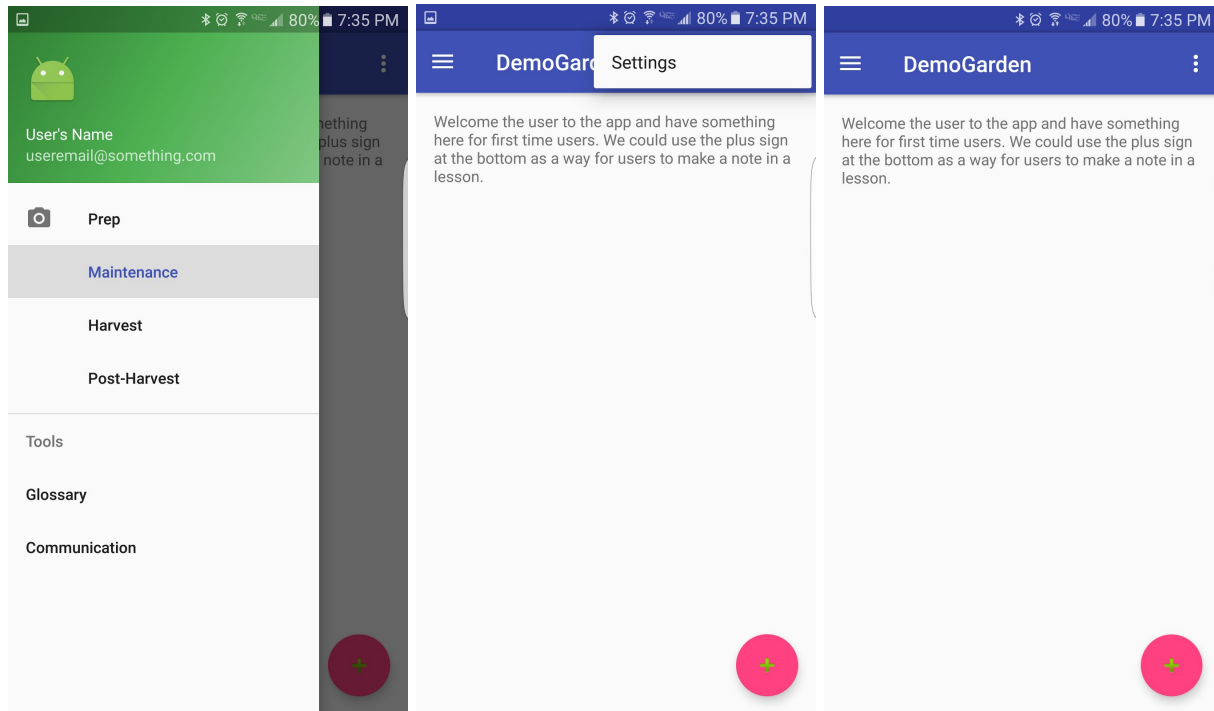 80% 7:35 PM
User's Name
useremail@something.com
nething
plus sign
note in a
Prep
Maintenance
Harvest
Post-Harvest
Tools
Glossary
Communication
80% 7:35 PM
DemoGard
Settings
Welcome the user to the app and have something
here for first time users. We could use the plus sign
at the bottom as a way for users to make a note in a
lesson.
80% 7:35 PM
DemoGarden
Welcome the user to the app and have something
here for first time users. We could use the plus sign
at the bottom as a way for users to make a note in a
lesson.